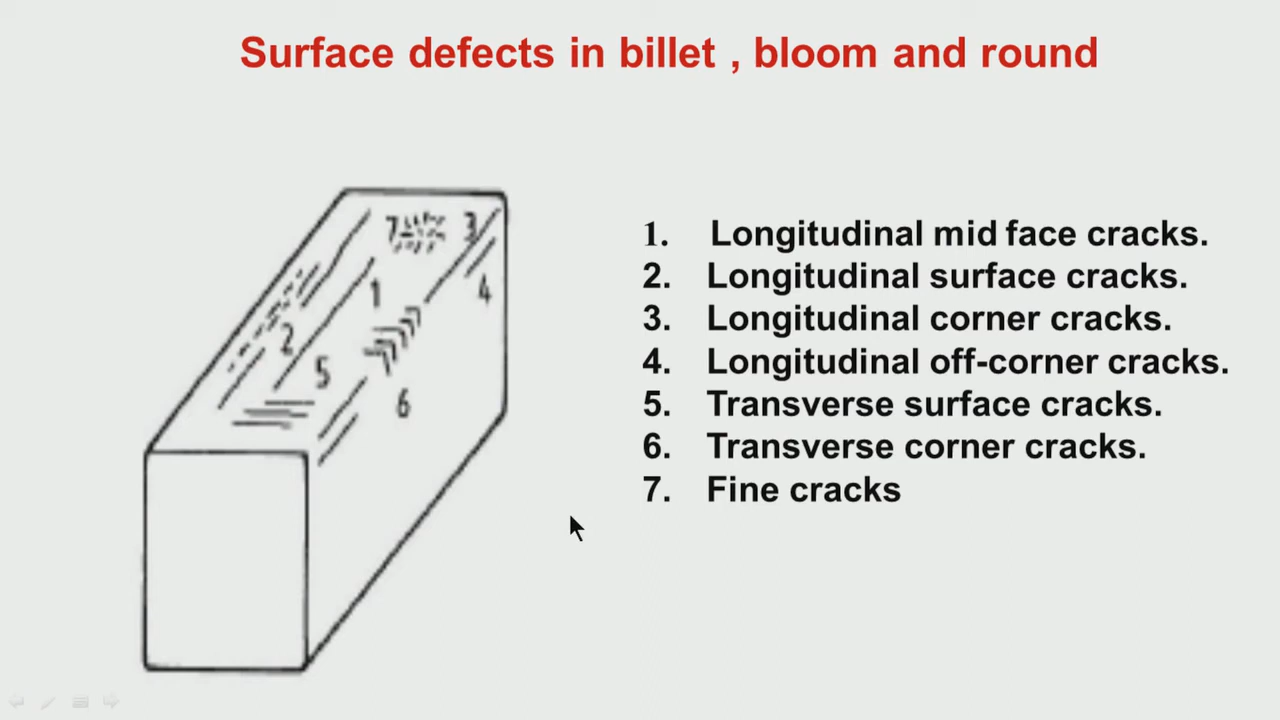 Surface defects in billet , bloom and round
7
3
4
1
2
5
6
1. Longitudinal mid face cracks.
2. Longitudinal surface cracks.
3. Longitudinal corner cracks.
4. Longitudinal off-corner cracks.
5. Transverse surface cracks.
6. Transverse corner cracks.
7. Fine cracks